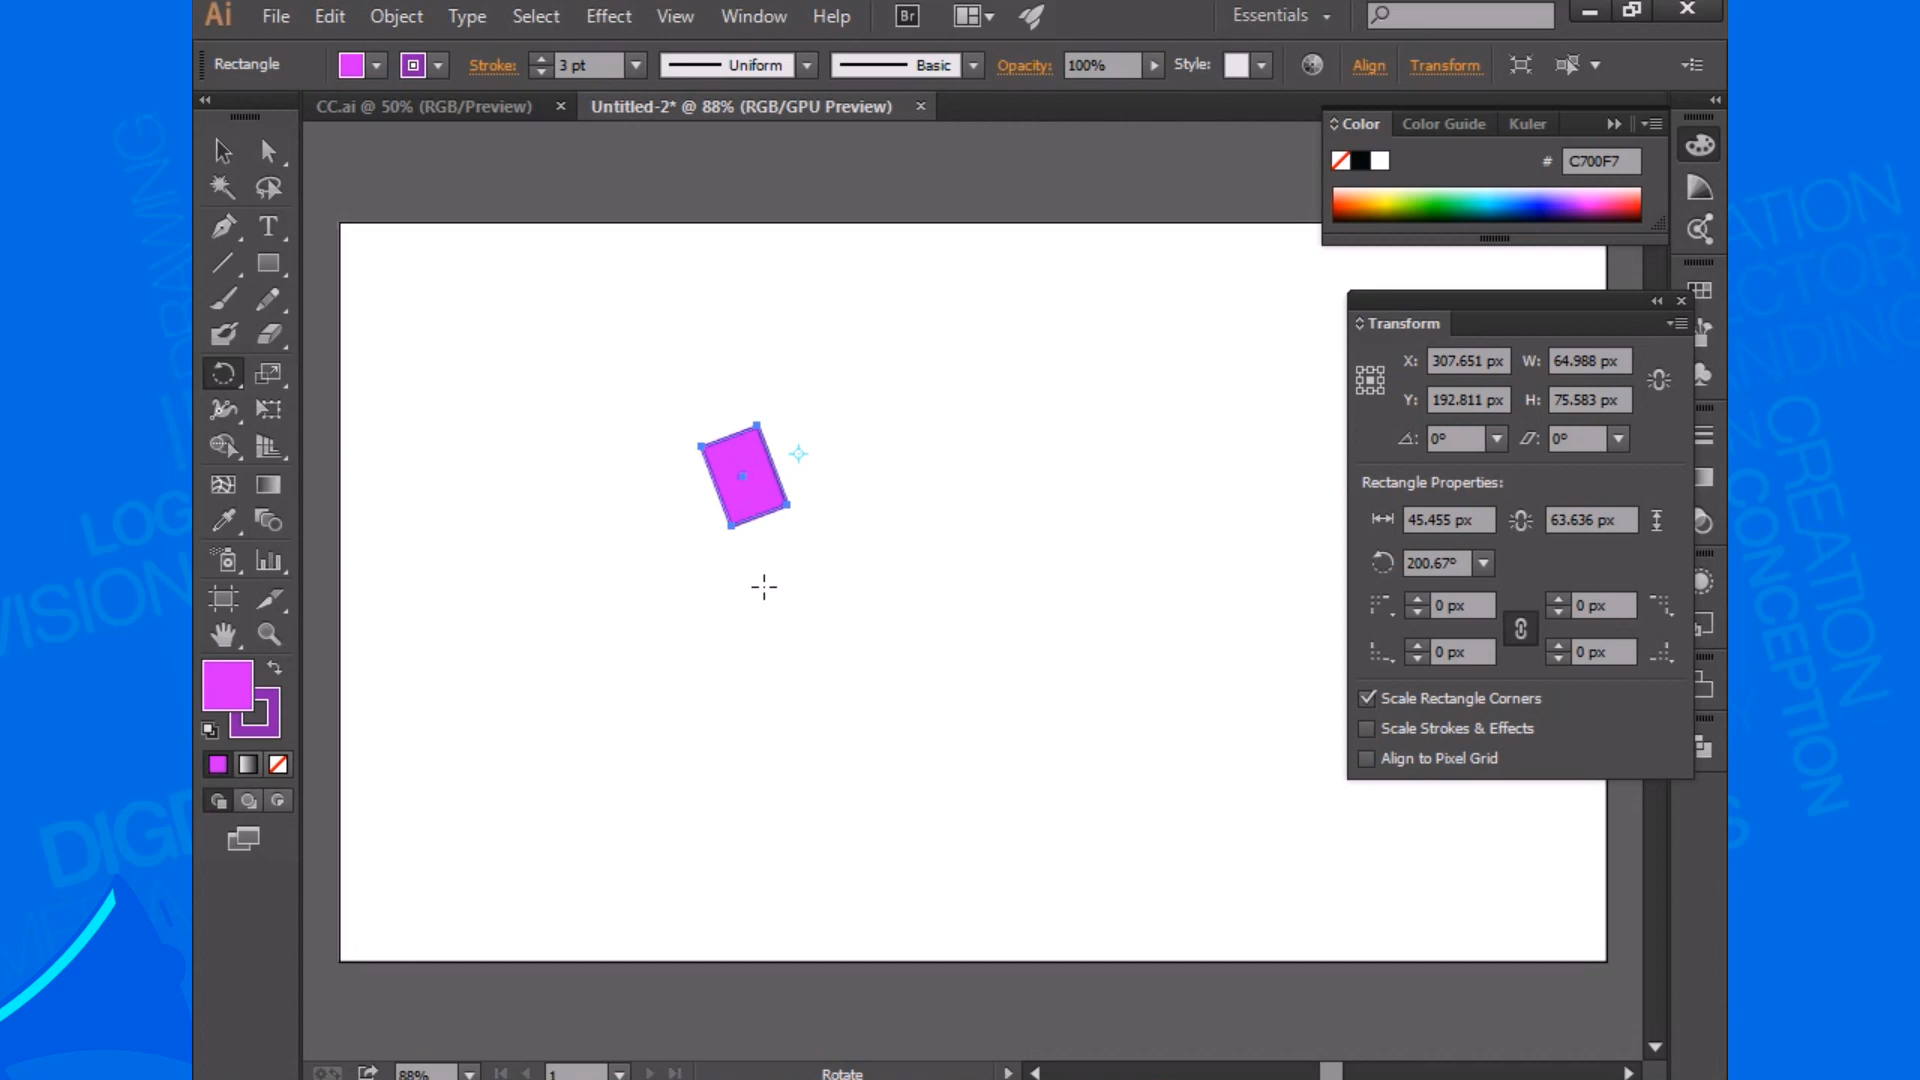 Ai File Edit Object Type Select Effect View Window Help Br Essentials
Rectangle Stroke: 3 pt Uniform Basic Opacity: 100% Style: Align Transform
CC.ai @ 50% (RGB/Preview) × Untitled-2* @ 88% (RGB/GPU Preview) ×
Color Color Guide Kuler
# C700F7
Transform
X: 307.651 px W: 64.988 px
Y: 192.811 px H: 75.583 px
0° 0°
Rectangle Properties:
45.455 px 63.636 px
200.67°
0 px 0 px
0 px 0 px
Scale Rectangle Corners
Scale Strokes & Effects
Align to Pixel Grid
T
88% 1 Rotate
VISION
CREATION
CONCEPTION